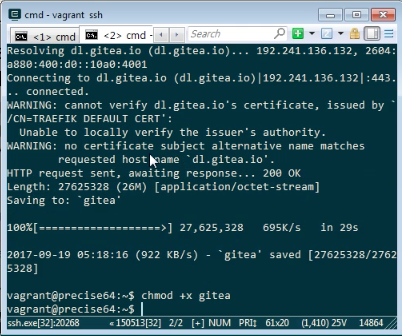 cmd - vagrant ssh
<1> cmd
<2> cmd -
Search
Resolving dl.gitea.io (dl.gitea.io)... 192.241.136.132, 2604:
a880:400:d0::10a0:4001
Connecting to dl.gitea.io (dl.gitea.io)|192.241.136.132|:443.
.. connected.
WARNING: cannot verify dl.gitea.io's certificate, issued by `
/CN=TRAEFIK DEFAULT CERT':
Unable to locally verify the issuer's authority.
WARNING: no certificate subject alternative name matches
requested host name `dl.gitea.io'.
HTTP request sent, awaiting response... 200 OK
Length: 27625328 (26M) [application/octet-stream]
Saving to: `gitea'
100%[===================>] 27,625,328 695K/s in 29s
2017-09-19 05:18:16 (922 KB/s) - `gitea' saved [27625328/2762
5328]
vagrant@precise64:~$ chmod +x gitea
vagrant@precise64:~$
ssh.exe[32]:20268 « 150513[32] 2/2 [+] NUM PRI‡ 61x20 (1,410) 25V 14864